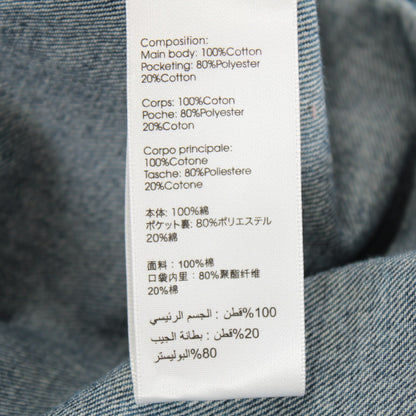 Composition:
Main body: 100%Cotton
Pocketing: 80%Polyester
20%Cotton
Corps: 100%Coton
Poche: 80%Polyester
20%Coton
Corpo principale:
100%Cotone
Tasche: 80%Poliestere
20%Cotone
本体: 100%綿
ポケット裏: 80%ポリエステル
20%綿
面料: 100%棉
口袋内里: 80%聚酯纤维
20%棉
100%قطن : الجسم الرئيسي
20%قطن : بطانة الجيب
80%البوليستر